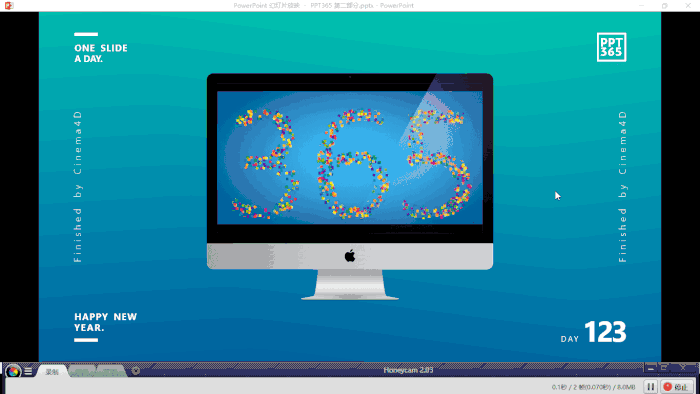 PowerPoint 幻灯片放映 - PPT365 第二部分.pptx - PowerPoint
ONE SLIDE
A DAY.
PPT
365
Finished by Cinema4D
365
Finished by Cinema4D
HAPPY NEW
YEAR.
DAY 123
Honeycam 2.03
录制
0.1秒 / 2 帧(0.070秒) / 8.0MB
停止